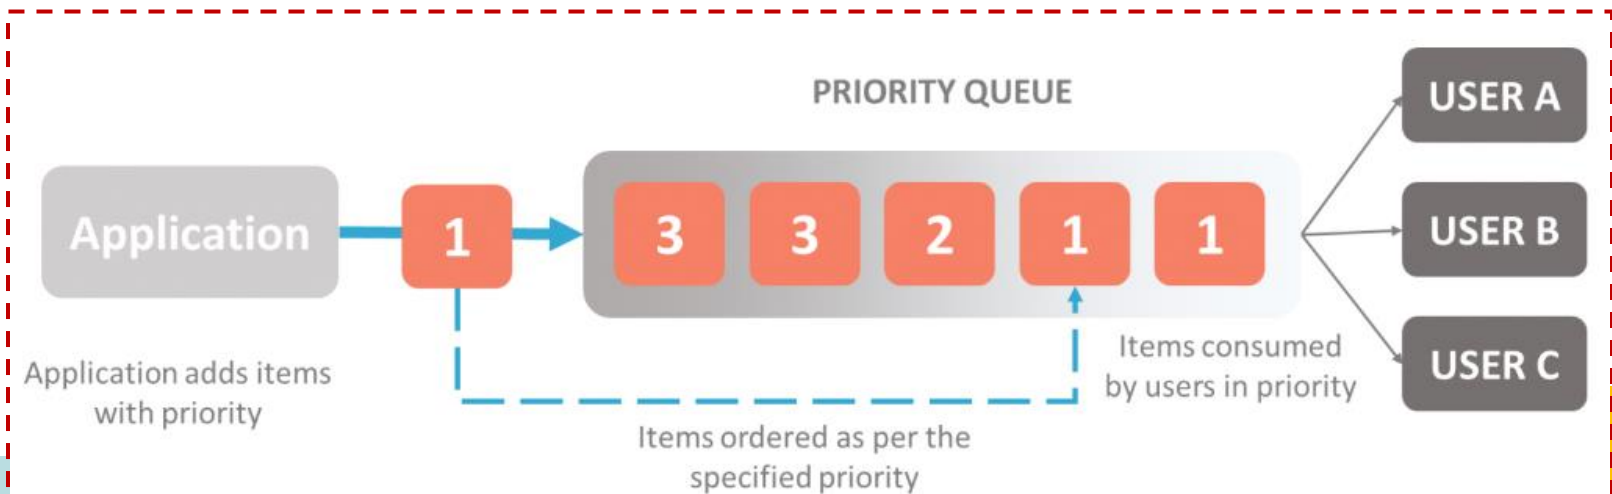 PRIORITY QUEUE
Application
1
3 3 2 1 1
USER A
USER B
USER C
Application adds items
with priority
Items ordered as per the
specified priority
Items consumed
by users in priority